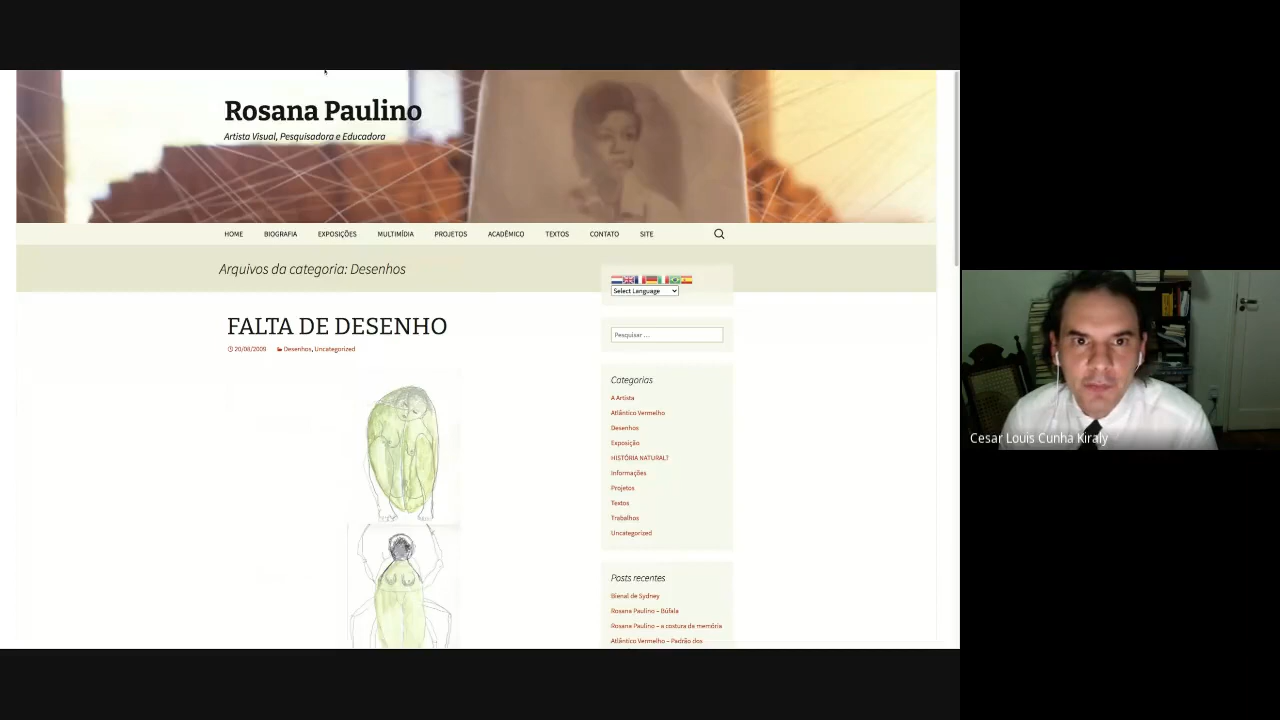 Rosana Paulino
Artista Visual, Pesquisadora e Educadora
HOME BIOGRAFIA EXPOSIÇÕES MULTIMÍDIA PROJETOS ACADÊMICO TEXTOS CONTATO SITE
Arquivos da categoria: Desenhos
FALTA DE DESENHO
20/08/2009 Desenhos, Uncategorized
Select Language
Pesquisar ...
Categorias
A Artista
Atlântico Vermelho
Desenhos
Exposição
HISTÓRIA NATURAL?
Informações
Projetos
Textos
Trabalhos
Uncategorized
Posts recentes
Bienal de Sydney
Rosana Paulino – Búfala
Rosana Paulino – a costura da memória
Atlântico Vermelho – Padrão dos
Cesar Louis Cunha Kiraly